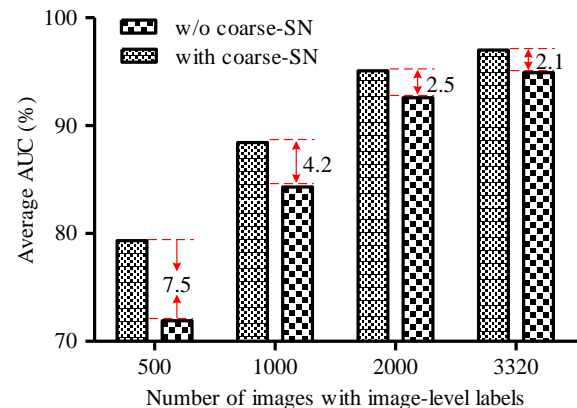 100
w/o coarse-SN
with coarse-SN
2.5
2.1
90
4.2
Average AUC (%)
80
7.5
70
500 1000 2000 3320
Number of images with image-level labels